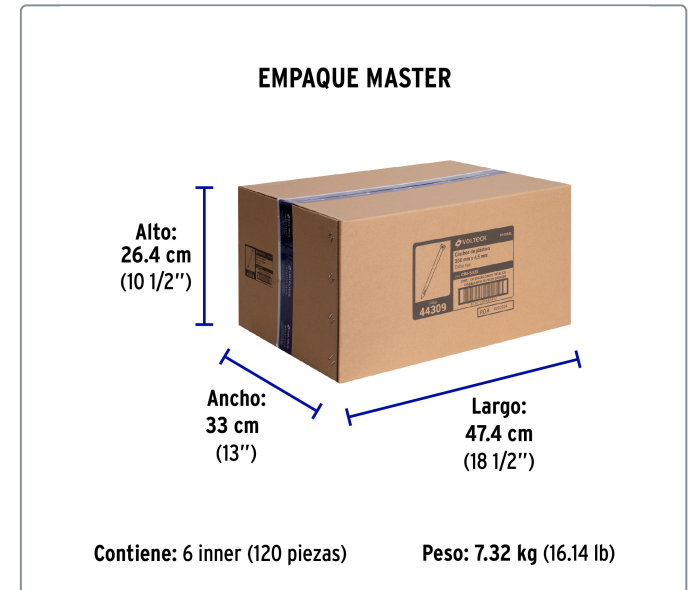 EMPAQUE MASTER
Alto:
26.4 cm
(10 1/2”)
VOLTECK
44309
Ancho:
33 cm
(13”)
Largo:
47.4 cm
(18 1/2”)
Contiene: 6 inner (120 piezas)
Peso: 7.32 kg (16.14 lb)